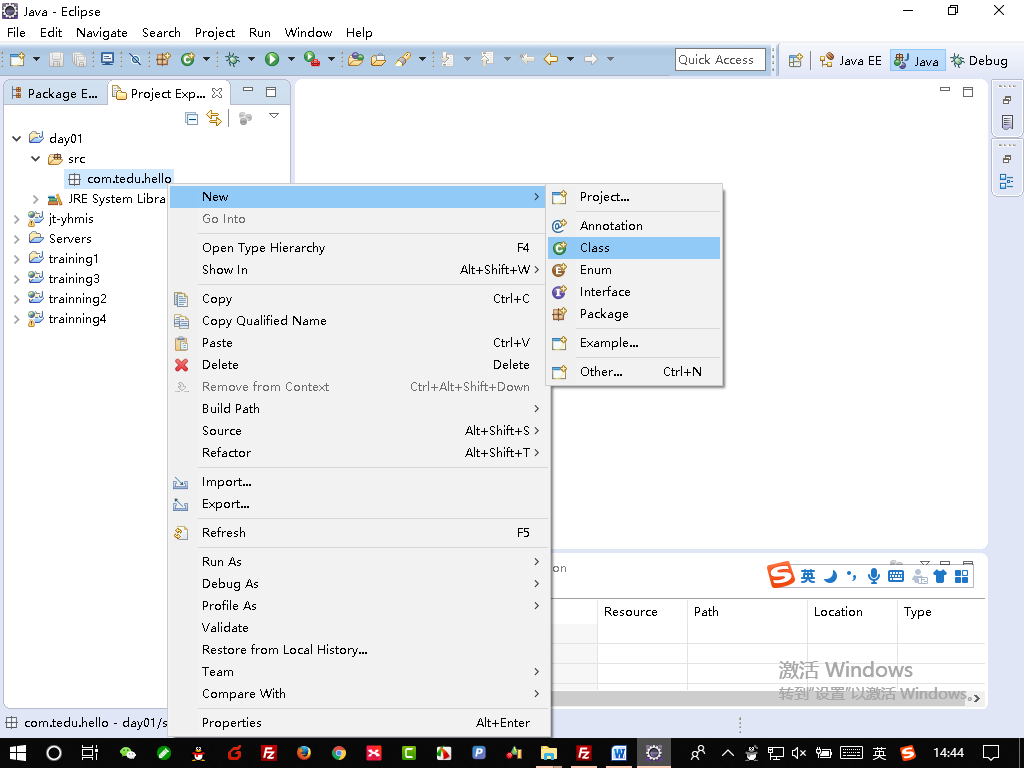 Java - Eclipse
File Edit Navigate Search Project Run Window Help
Quick Access
Java EE
Java
Debug
Package E...
Project Exp...
day01
src
com.tedu.hello
JRE System Libra
jt-yhmis
Servers
training1
training3
trainning2
trainning4
New
Go Into
Open Type Hierarchy F4
Show In Alt+Shift+W
Copy Ctrl+C
Copy Qualified Name
Paste Ctrl+V
Delete Delete
Remove from Context Ctrl+Alt+Shift+Down
Build Path
Source Alt+Shift+S
Refactor Alt+Shift+T
Import...
Export...
Refresh F5
Run As
Debug As
Profile As
Validate
Restore from Local History...
Team
Compare With
Properties Alt+Enter
Project...
Annotation
Class
Enum
Interface
Package
Example...
Other... Ctrl+N
on
英
Resource Path Location Type
激活 Windows
转到"设置"以激活 Windows。
com.tedu.hello - day01/s
英
14:44